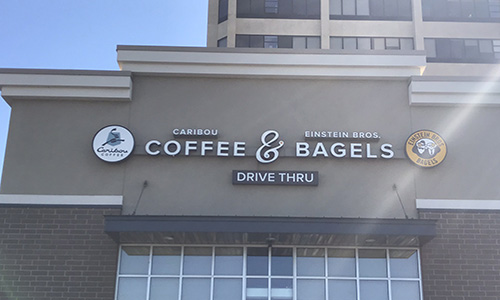 CARIBOU EINSTEIN BROS.
Caribou COFFEE COFFEE & BAGELS EINSTEIN BROS BAGELS
DRIVE THRU